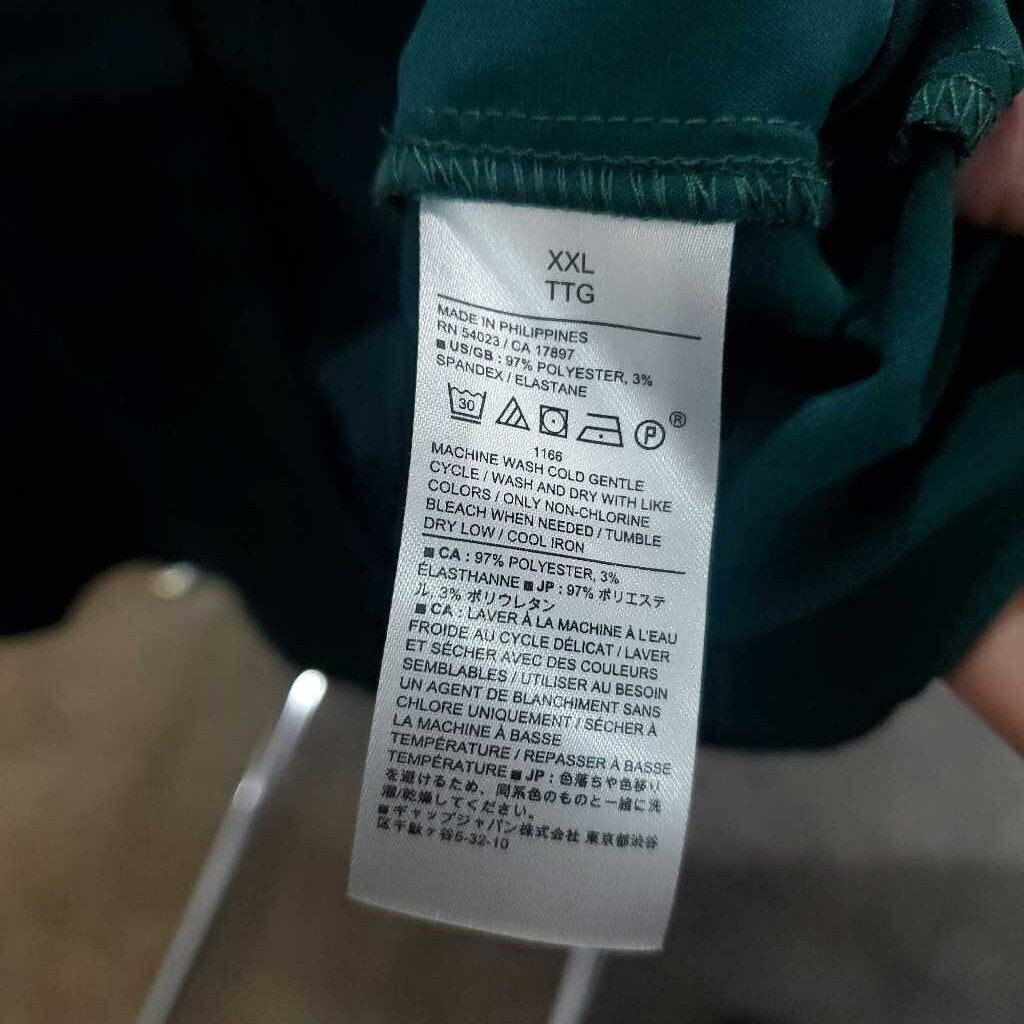 XXL
TTG
MADE IN PHILIPPINES
RN 54023 / CA 17897
■ US/GB : 97% POLYESTER, 3%
SPANDEX / ELASTANE
30
P ®
1166
MACHINE WASH COLD GENTLE
CYCLE / WASH AND DRY WITH LIKE
COLORS / ONLY NON-CHLORINE
BLEACH WHEN NEEDED / TUMBLE
DRY LOW / COOL IRON
■ CA : 97% POLYESTER, 3%
ÉLASTHANNE ■ JP : 97% ポリエステ
ル, 3% ポリウレタン
■ CA : LAVER À LA MACHINE À L'EAU
FROIDE AU CYCLE DÉLICAT / LAVER
ET SÉCHER AVEC DES COULEURS
SEMBLABLES / UTILISER AU BESOIN
UN AGENT DE BLANCHIMENT SANS
CHLORE UNIQUEMENT / SÉCHER À
LA MACHINE À BASSE
TEMPÉRATURE / REPASSER À BASSE
TEMPÉRATURE ■ JP : 色落ちや色移り
を避けるため、同系色のものと一緒に洗
濯/乾燥してください。
■ ギャップジャパン株式会社 東京都渋谷
区千駄ヶ谷5-32-10